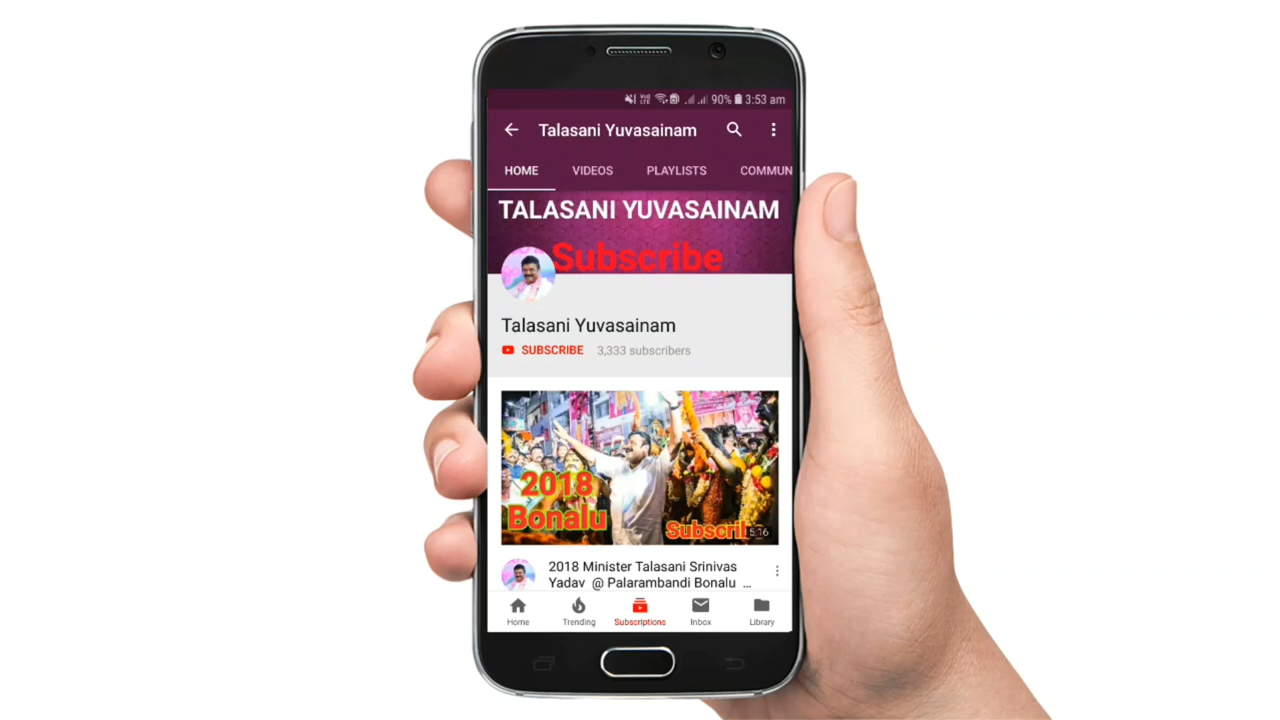 90% 3:53 am
Talasani Yuvasainam
HOME VIDEOS PLAYLISTS COMMUN
TALASANI YUVASAINAM
Subscribe
Talasani Yuvasainam
SUBSCRIBE 3,333 subscribers
2018
Bonalu
Subscrib
5:16
2018 Minister Talasani Srinivas
Yadav @ Palarambandi Bonalu ...
Home Trending Subscriptions Inbox Library